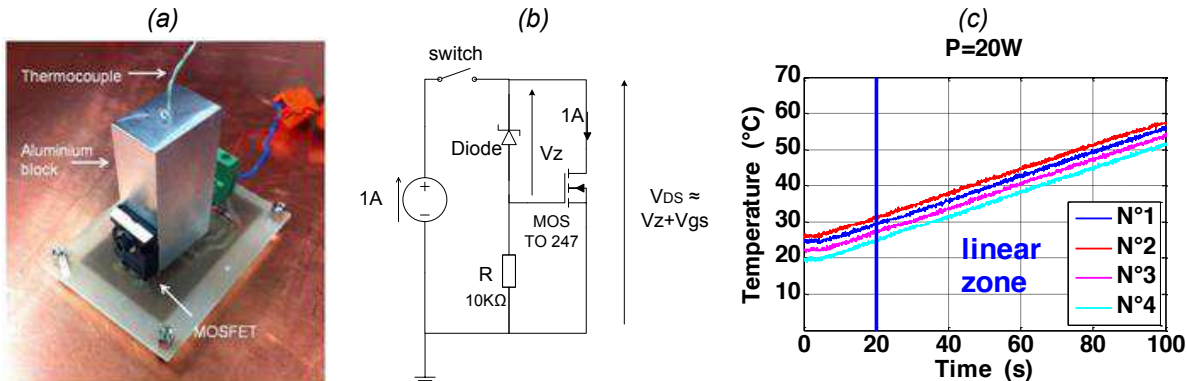 (a)
Thermocouple
Aluminium
block
MOSFET
(b)
switch
Diode
Vz
1A
1A
+
−
MOS
TO 247
R
10KΩ
VDS ≈
Vz+Vgs
(c)
P=20W
Temperature (°C)
70
60
50
40
30
20
10
0 20 40 60 80 100
Time (s)
linear
zone
N°1
N°2
N°3
N°4